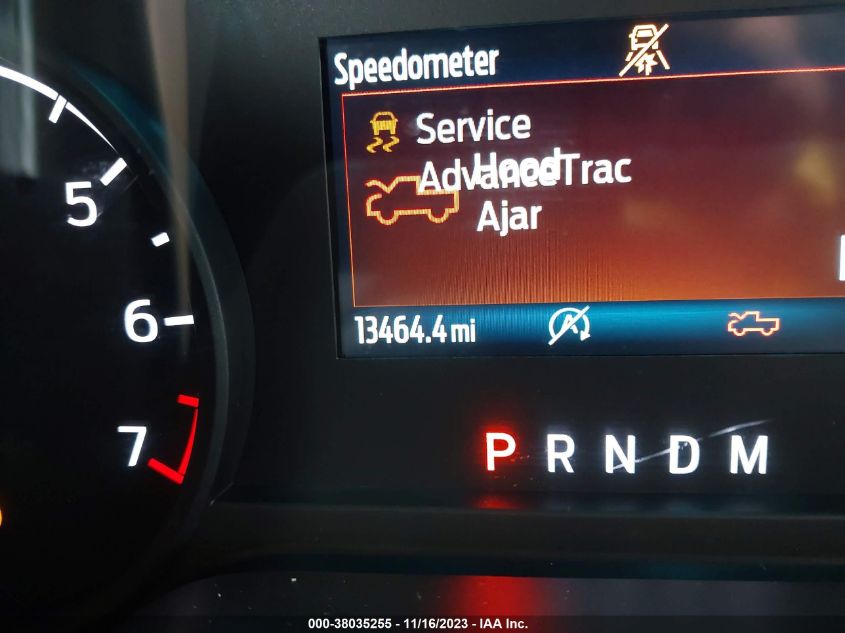 Speedometer
Service
Hood
AdvanceTrac
Ajar
5
6
7
13464.4 mi
A
P R N D M
000-38035255 - 11/16/2023 - IAA Inc.